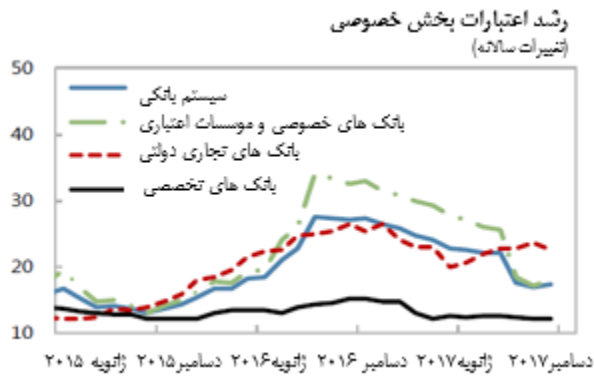 رشد اعتبارات بخش خصوصی
(تغییرات سالانه)
50
سیستم بانکی
بانک های خصوصی و موسسات اعتباری
40
بانک های تجاری دولتی
بانک های تخصصی
30
20
10
ژانویه ۲۰۱۵ دسامبر ۲۰۱۵ ژانویه ۲۰۱۶ دسامبر ۲۰۱۶ ژانویه ۲۰۱۷ دسامبر ۲۰۱۷